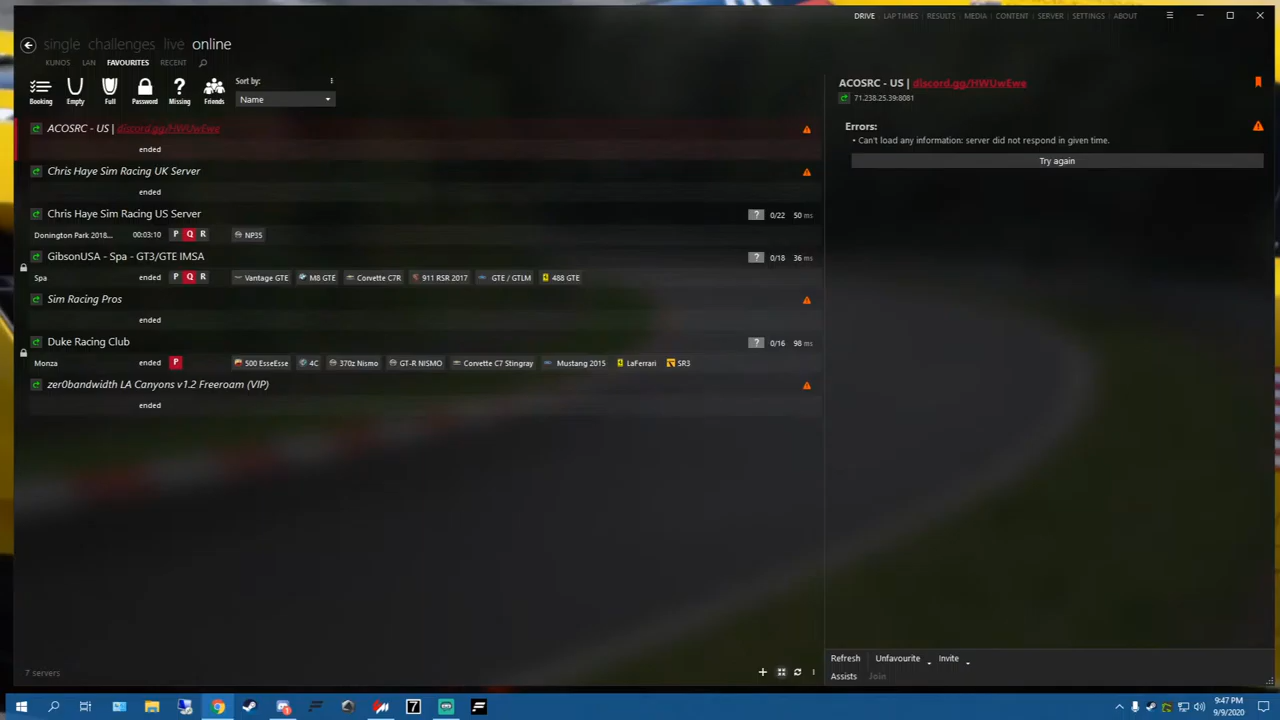 DRIVE LAP TIMES RESULTS MEDIA CONTENT SERVER SETTINGS ABOUT
single challenges live online
KUNOS LAN FAVOURITES RECENT
Booking Empty Full Password Missing Friends
Sort by:
Name
ACOSRC - US | discord.gg/HWUwEwe
ended
Chris Haye Sim Racing UK Server
ended
Chris Haye Sim Racing US Server ? 0/22 50 ms
Donington Park 2018... 00:03:10 P Q R NP35
GibsonUSA - Spa - GT3/GTE IMSA ? 0/18 36 ms
Spa ended P Q R Vantage GTE M8 GTE Corvette C7R 911 RSR 2017 GTE / GTLM 488 GTE
Sim Racing Pros
ended
Duke Racing Club ? 0/16 98 ms
Monza ended P 500 EsseEsse 4C 370z Nismo GT-R NISMO Corvette C7 Stingray Mustang 2015 LaFerrari SR3
zer0bandwidth LA Canyons v1.2 Freeroam (VIP)
ended
7 servers
ACOSRC - US | discord.gg/HWUwEwe
71.238.25.39:8081
Errors:
• Can't load any information: server did not respond in given time.
Try again
Refresh Unfavourite Invite
Assists Join
7
9:47 PM
9/9/2020